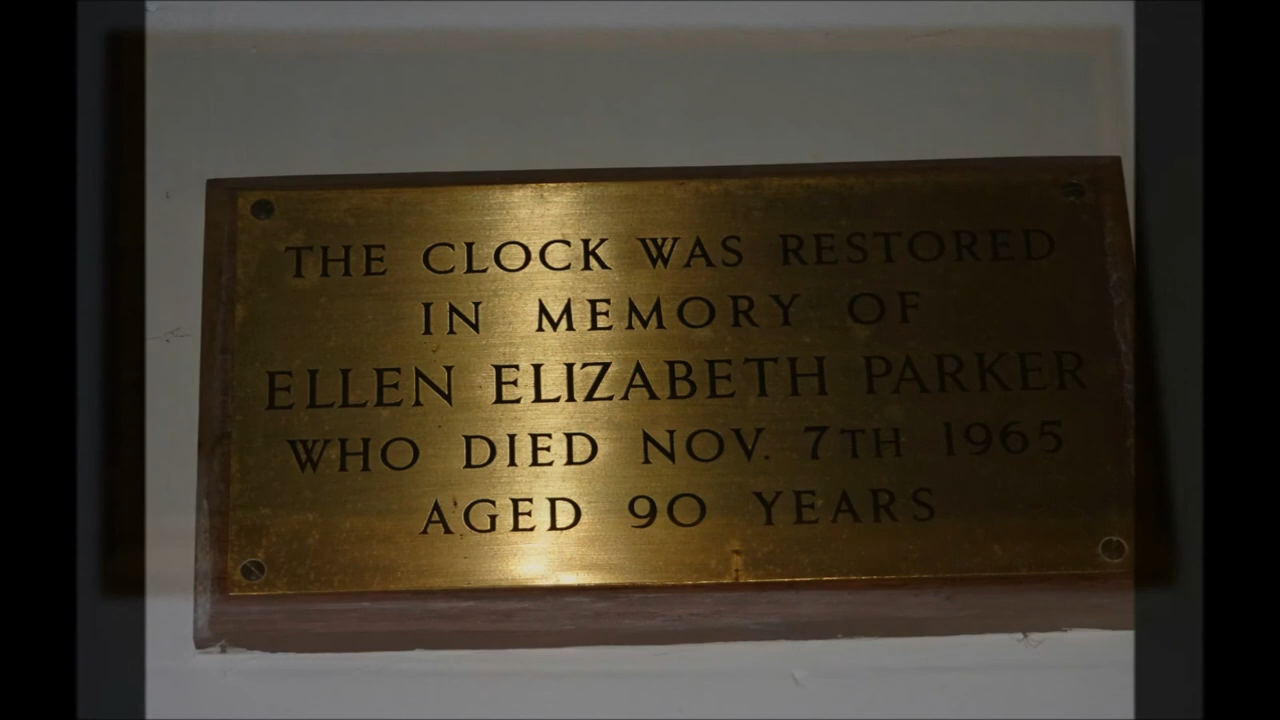 THE CLOCK WAS RESTORED
IN MEMORY OF
ELLEN ELIZABETH PARKER
WHO DIED NOV. 7TH 1965
AGED 90 YEARS